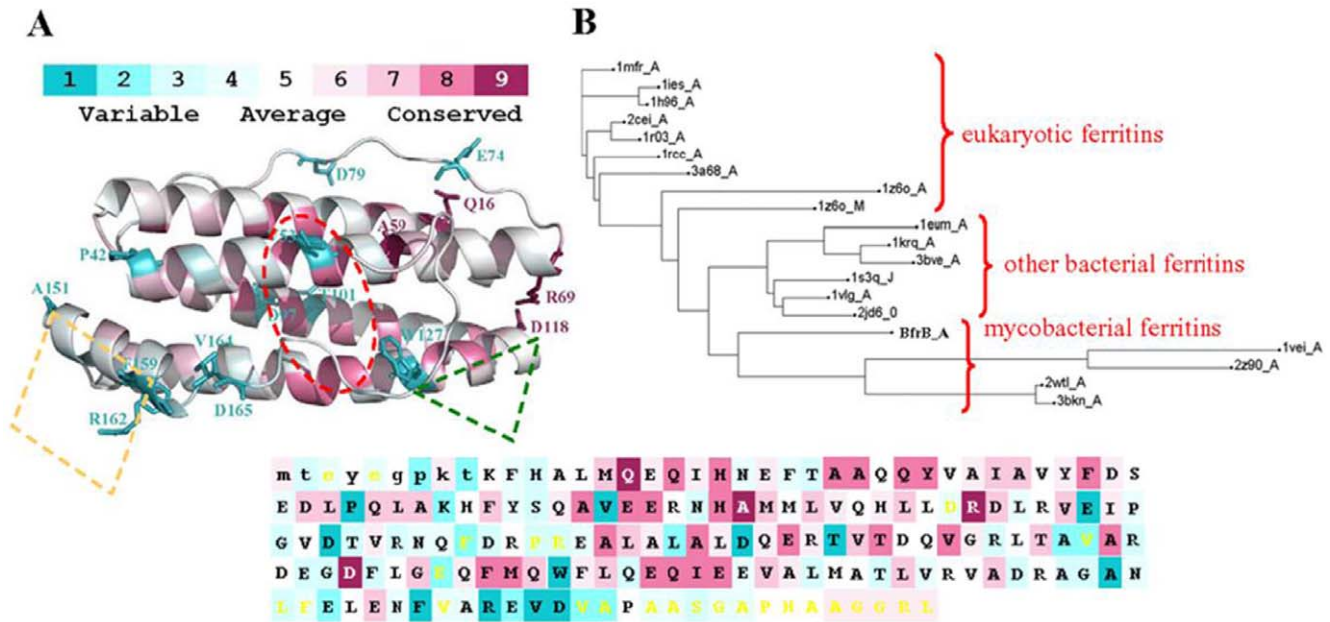 A
B
1 2 3 4 5 6 7 8 9
Variable Average Conserved
E74
D79
Q16
A59
P42
R69
A151
T101
D97
D118
W127
V164
D165
R162
1mfr_A
1ies_A
1h96_A
2cei_A
1r03_A
1rcc_A
3a68_A
1z6o_A
1z6o_M
eukaryotic ferritins
1eum_A
1krq_A
3bve_A
1s3q_J
1vlg_A
2jd6_0
other bacterial ferritins
BfrB_A
1vei_A
2z90_A
2wtl_A
3bkn_A
mycobacterial ferritins
m t e y e g p k t K F H A L M Q E Q I H N E F T A A Q Q Y V A I A V Y F D S
E D L P Q L A K H F Y S Q A V E E R N H A M M L V Q H L L D R D L R V E I P
G V D T V R N Q F D R P R E A L A L A L D Q E R T V T D Q V G R L T A V A R
D E G D F L G E Q F M Q W F L Q E Q I E E V A L M A T L V R V A D R A G A N
L F E L E N F V A R E V D V A P A A S G A P H A A G G R L